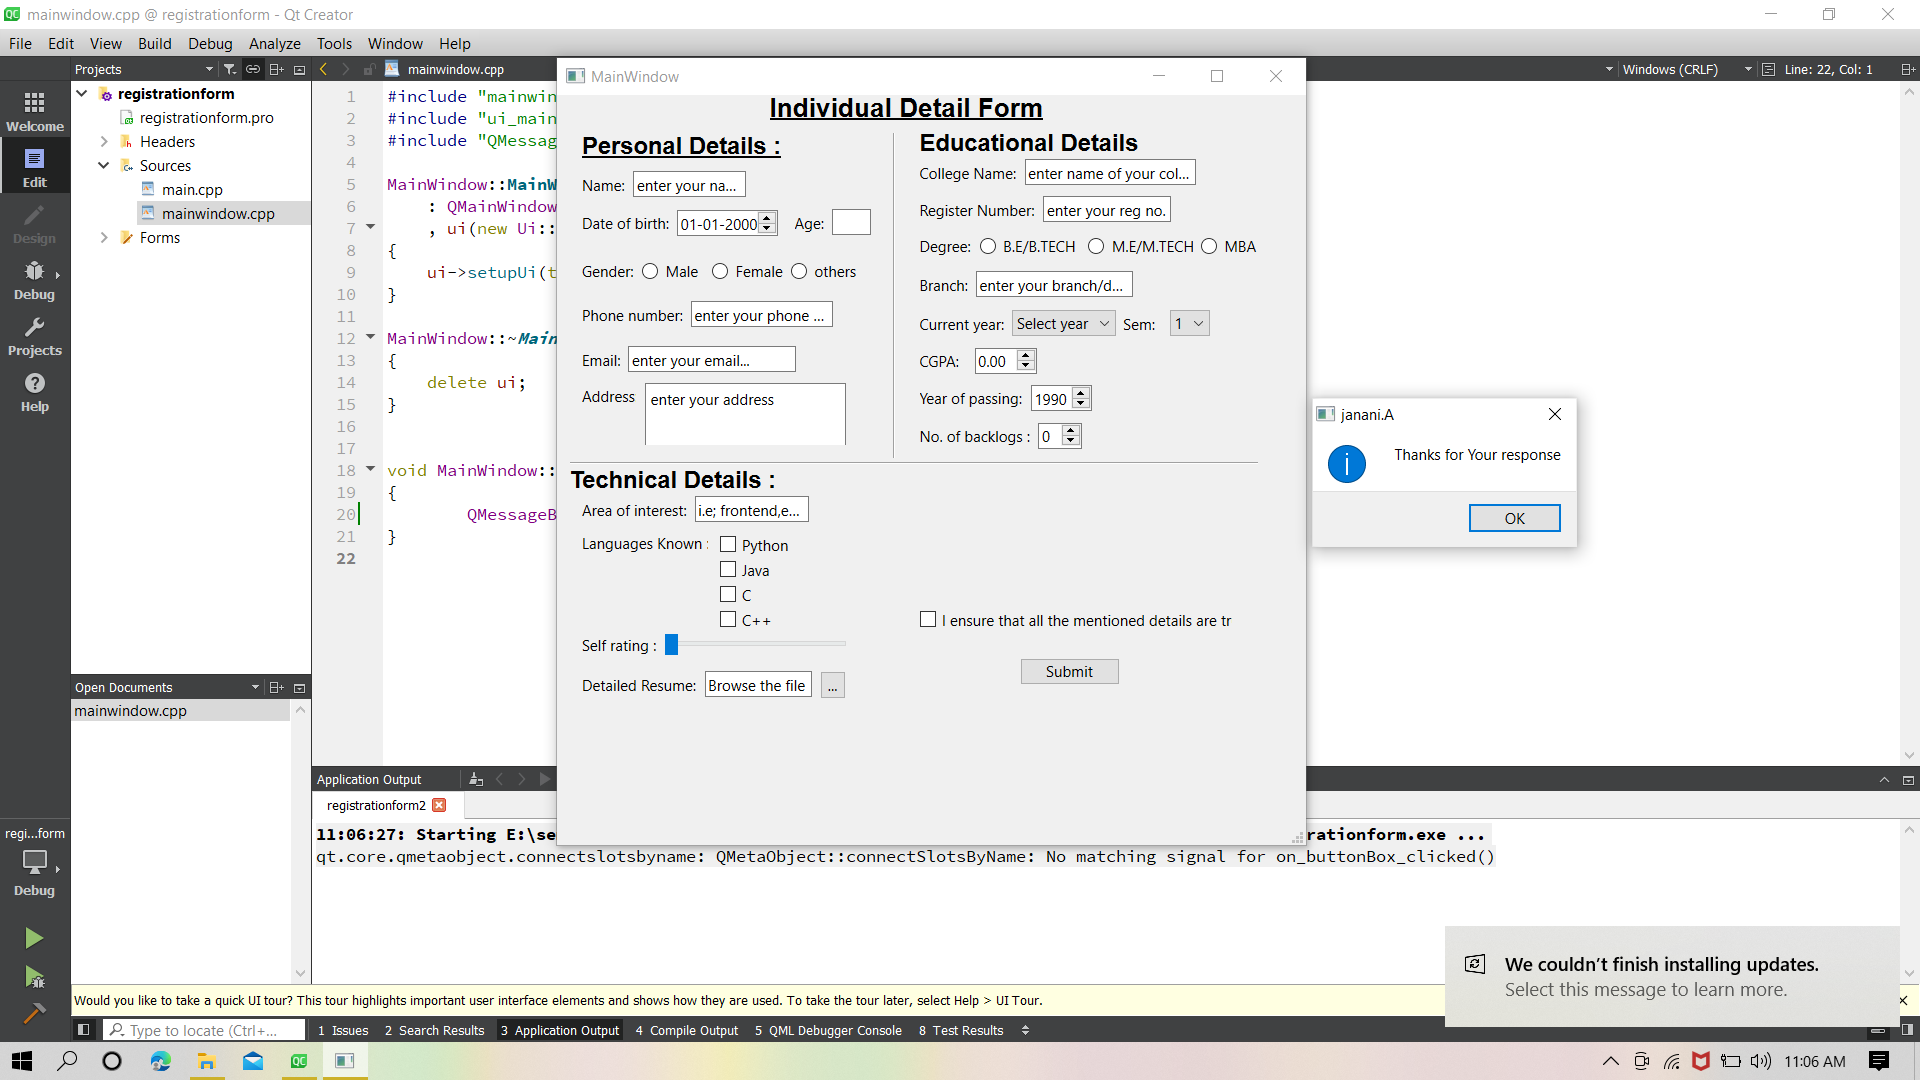 mainwindow.cpp @ registrationform - Qt Creator
File Edit View Build Debug Analyze Tools Window Help
Projects
mainwindow.cpp
Windows (CRLF)
Line: 22, Col: 1
Welcome
Edit
Design
Debug
Projects
Help
registrationform
registrationform.pro
Headers
Sources
main.cpp
mainwindow.cpp
Forms
1 #include "mainwin
2 #include "ui_main
3 #include "QMessag
4
5 MainWindow::MainW
6 : QMainWindow
7 , ui(new Ui::
8 {
9 ui->setupUi(t
10 }
11
12 MainWindow::~Main
13 {
14 delete ui;
15 }
16
17
18 void MainWindow::
19 {
20 QMessageB
21 }
22
MainWindow
Individual Detail Form
Personal Details :
Name: enter your na...
Date of birth: 01-01-2000 Age:
Gender: Male Female others
Phone number: enter your phone ...
Email: enter your email...
Address enter your address
Educational Details
College Name: enter name of your col...
Register Number: enter your reg no.
Degree: B.E/B.TECH M.E/M.TECH MBA
Branch: enter your branch/d...
Current year: Select year Sem: 1
CGPA: 0.00
Year of passing: 1990
No. of backlogs : 0
Technical Details :
Area of interest: i.e; frontend,e...
Languages Known : Python
Java
C
C++
Self rating :
Detailed Resume: Browse the file ...
I ensure that all the mentioned details are tr
Submit
janani.A
Thanks for Your response
OK
Open Documents
mainwindow.cpp
Application Output
registrationform2
11:06:27: Starting E:\se
rationform.exe ...
qt.core.qmetaobject.connectslotsbyname: QMetaObject::connectSlotsByName: No matching signal for on_buttonBox_clicked()
regi...form
Debug
We couldn't finish installing updates.
Select this message to learn more.
Would you like to take a quick UI tour? This tour highlights important user interface elements and shows how they are used. To take the tour later, select Help > UI Tour.
Type to locate (Ctrl+...
1 Issues 2 Search Results 3 Application Output 4 Compile Output 5 QML Debugger Console 8 Test Results
11:06 AM